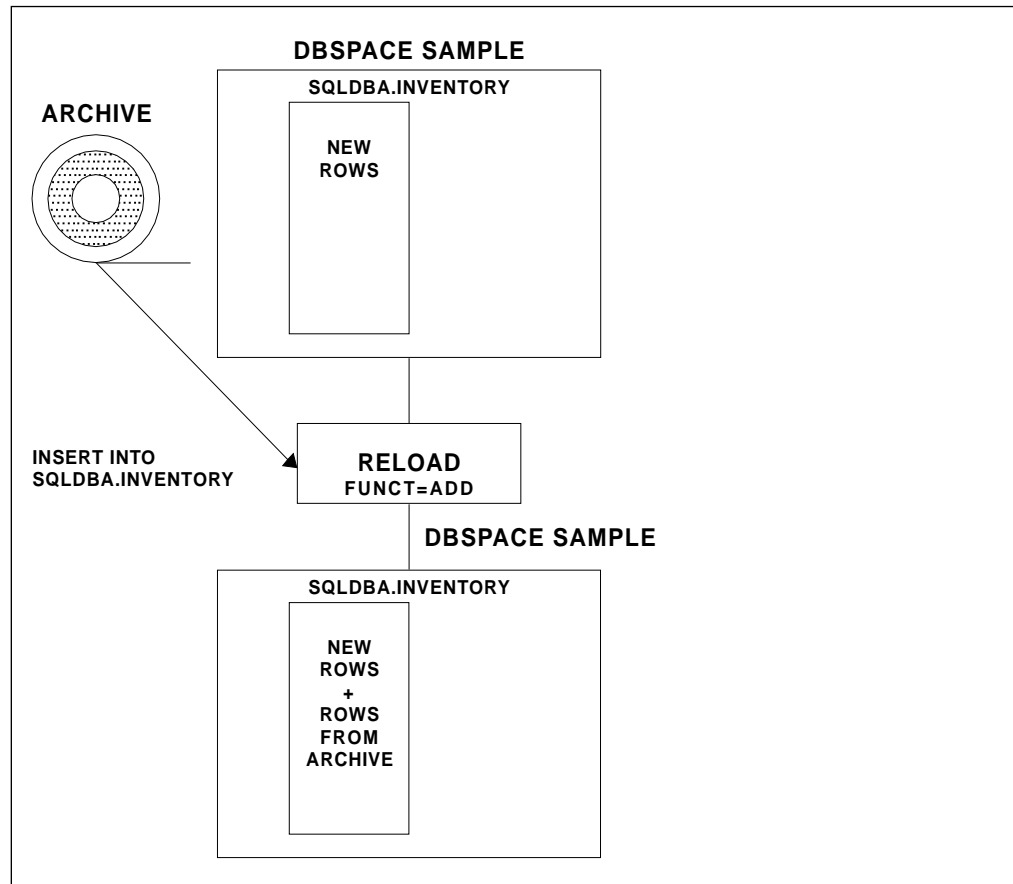 DBSPACE SAMPLE
SQLDBA.INVENTORY
ARCHIVE
NEW
ROWS
INSERT INTO
SQLDBA.INVENTORY
RELOAD
FUNCT=ADD
DBSPACE SAMPLE
SQLDBA.INVENTORY
NEW
ROWS
+
ROWS
FROM
ARCHIVE